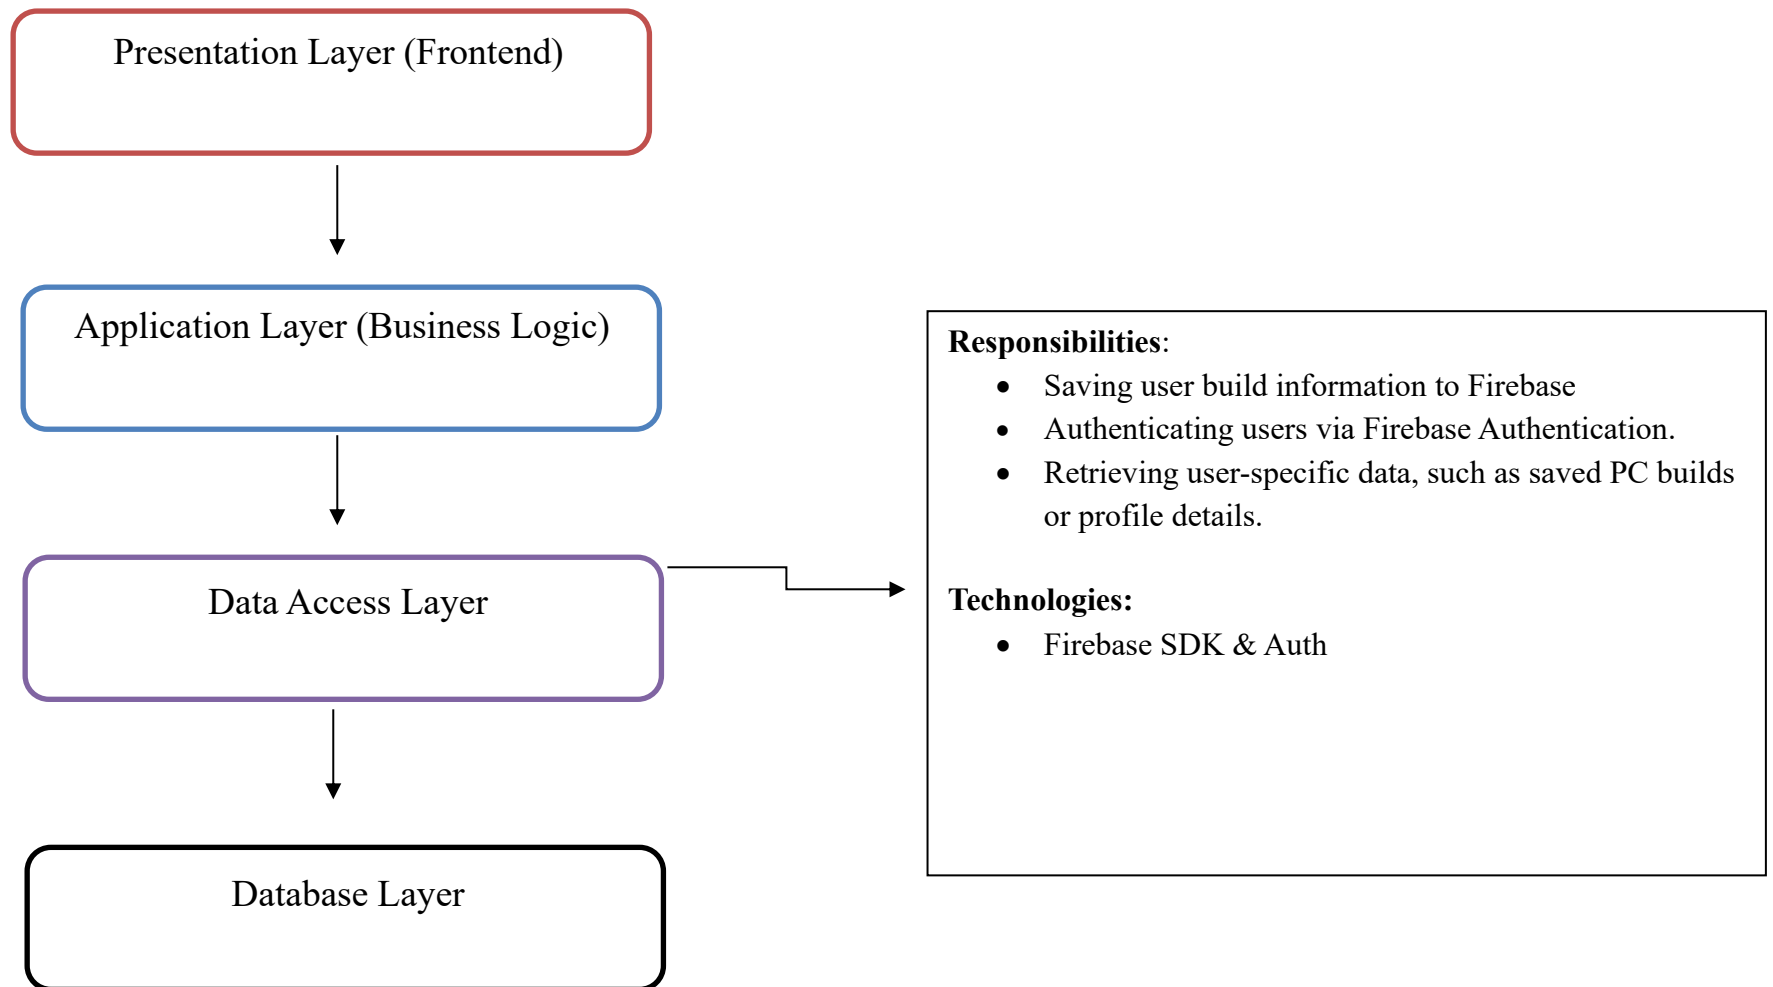 Presentation Layer (Frontend)
Application Layer (Business Logic)
Data Access Layer
Database Layer
Responsibilities:
• Saving user build information to Firebase
• Authenticating users via Firebase Authentication.
• Retrieving user-specific data, such as saved PC builds
or profile details.
Technologies:
• Firebase SDK & Auth